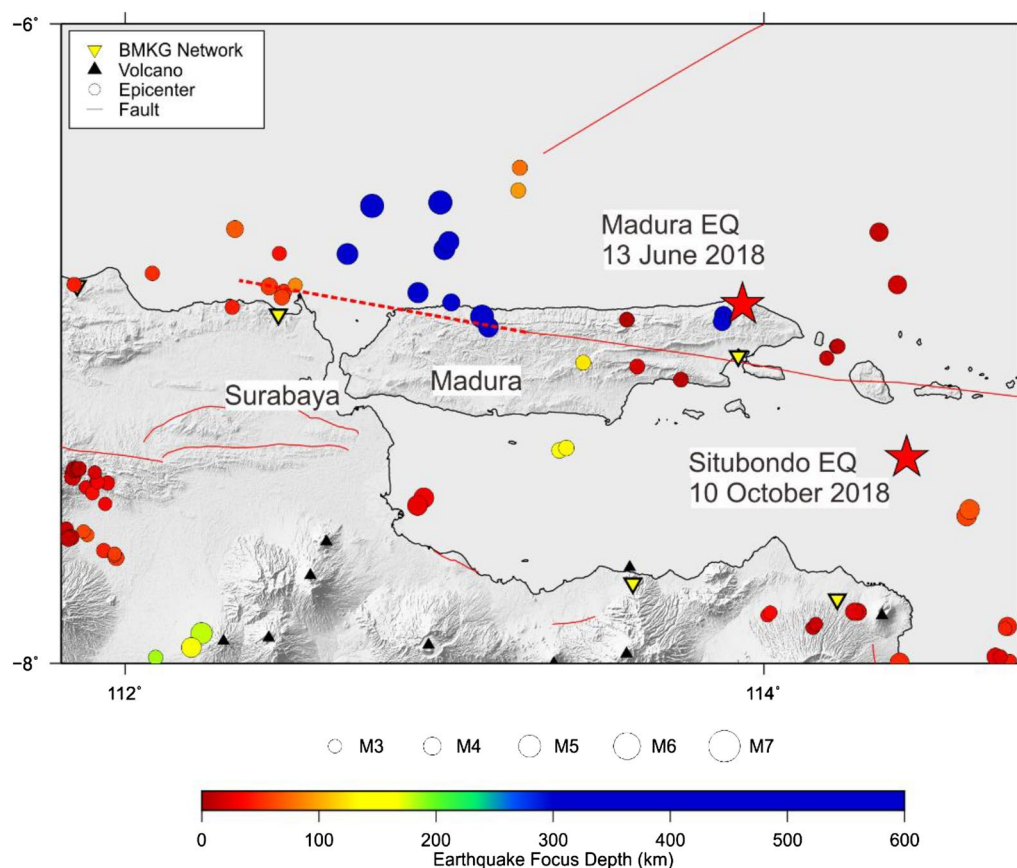 −6°
BMKG Network
Volcano
Epicenter
Fault
Madura EQ
13 June 2018
Surabaya
Madura
Situbondo EQ
10 October 2018
−8°
112°
114°
M3 M4 M5 M6 M7
0 100 200 300 400 500 600
Earthquake Focus Depth (km)